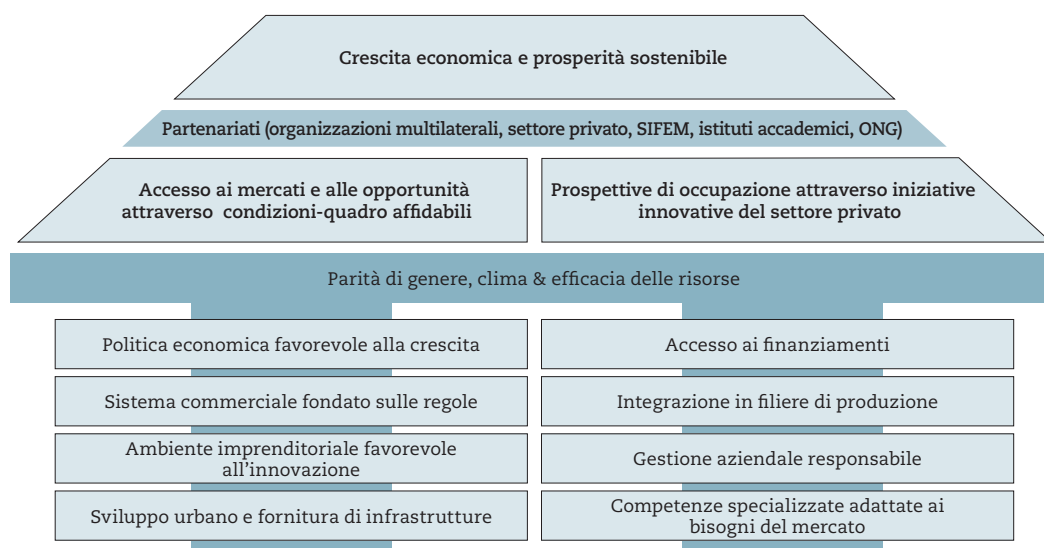 Crescita economica e prosperità sostenibile
Partenariati (organizzazioni multilaterali, settore privato, SIFEM, istituti accademici, ONG)
Accesso ai mercati e alle opportunità
attraverso condizioni-quadro affidabili
Prospettive di occupazione attraverso iniziative
innovative del settore privato
Parità di genere, clima & efficacia delle risorse
Politica economica favorevole alla crescita
Accesso ai finanziamenti
Sistema commerciale fondato sulle regole
Integrazione in filiere di produzione
Ambiente imprenditoriale favorevole
all'innovazione
Gestione aziendale responsabile
Sviluppo urbano e fornitura di infrastrutture
Competenze specializzate adattate ai
bisogni del mercato